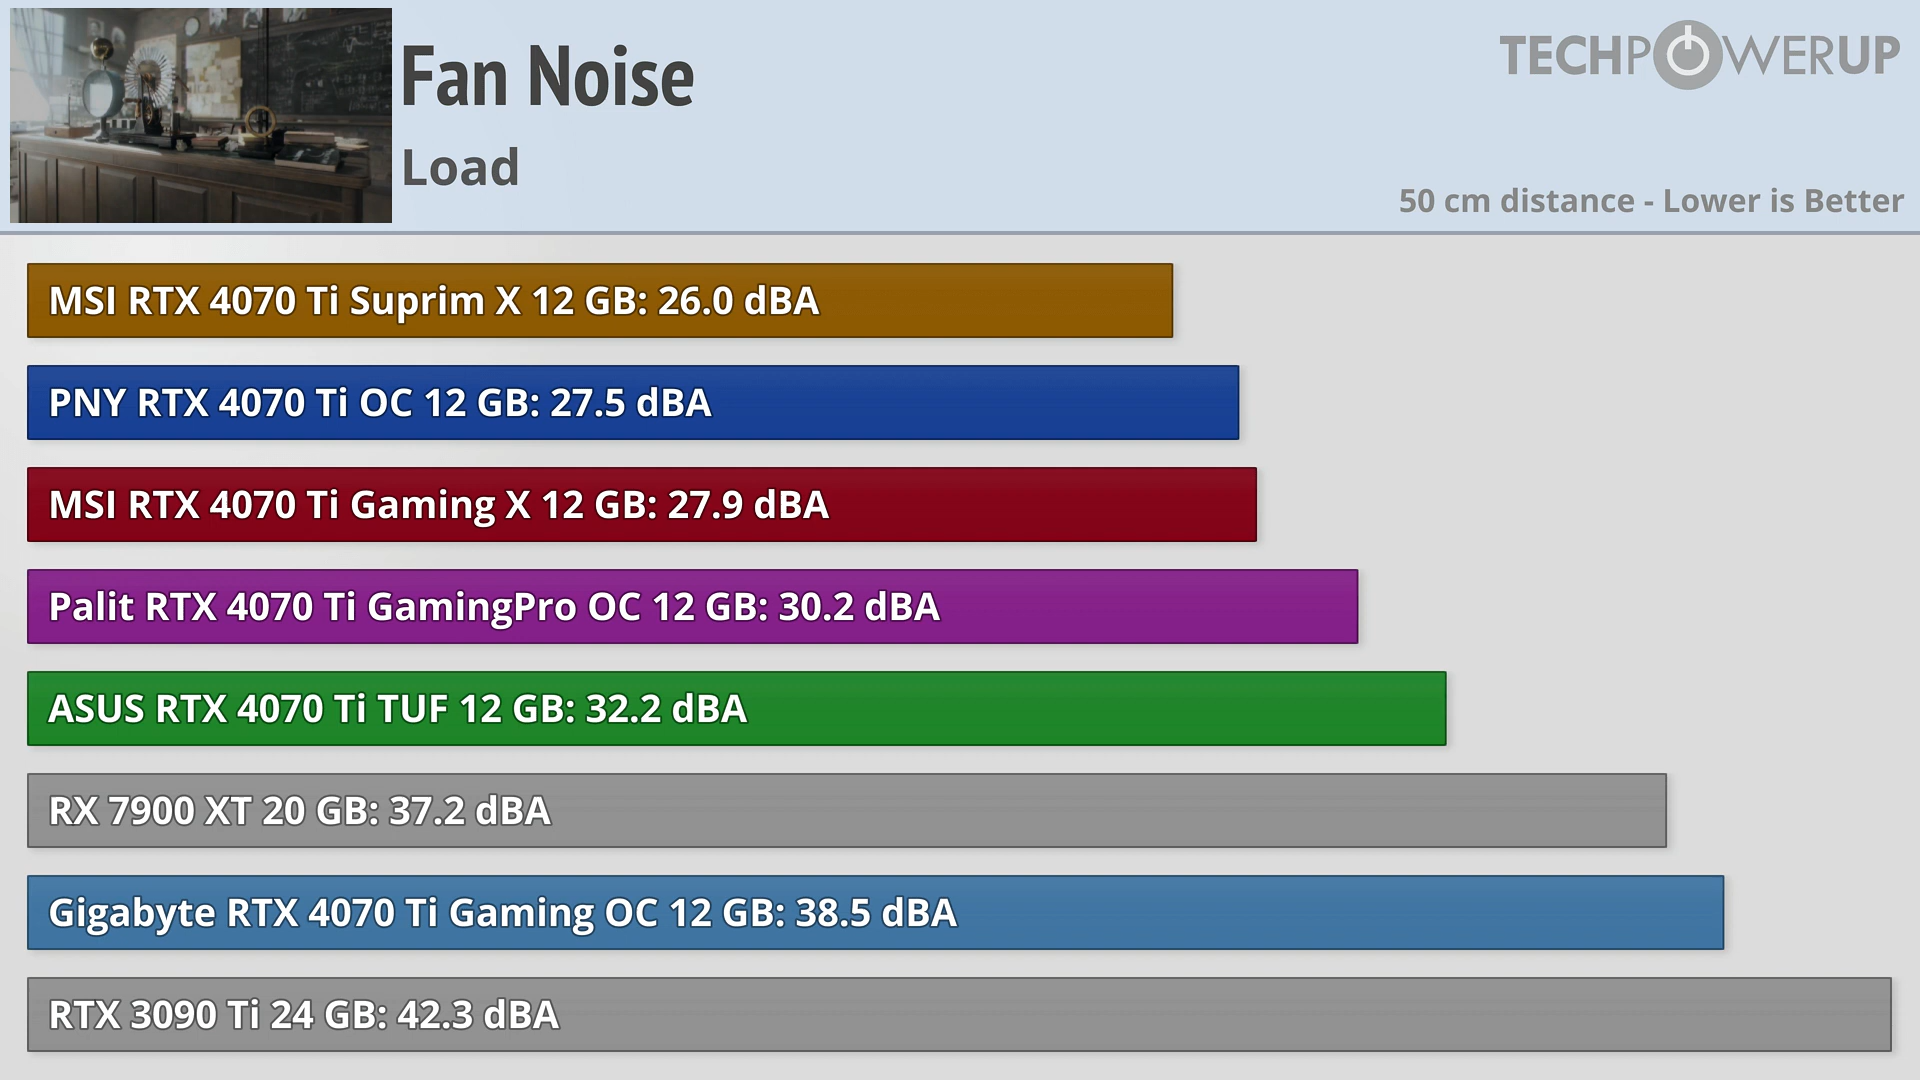 Fan Noise
TECHPOWERUP
Load
50 cm distance - Lower is Better
MSI RTX 4070 Ti Suprim X 12 GB: 26.0 dBA
PNY RTX 4070 Ti OC 12 GB: 27.5 dBA
MSI RTX 4070 Ti Gaming X 12 GB: 27.9 dBA
Palit RTX 4070 Ti GamingPro OC 12 GB: 30.2 dBA
ASUS RTX 4070 Ti TUF 12 GB: 32.2 dBA
RX 7900 XT 20 GB: 37.2 dBA
Gigabyte RTX 4070 Ti Gaming OC 12 GB: 38.5 dBA
RTX 3090 Ti 24 GB: 42.3 dBA